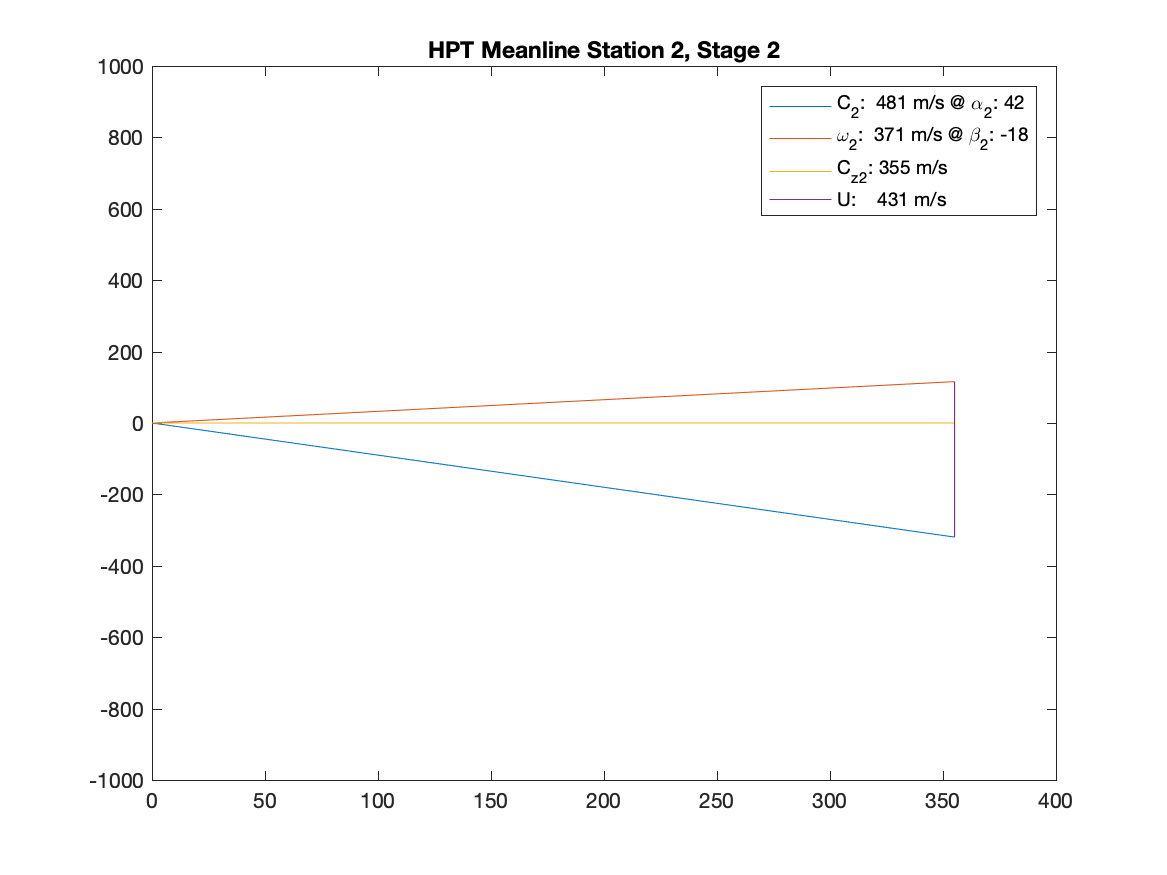 HPT Meanline Station 2, Stage 2
1000
800
600
400
200
0
-200
-400
-600
-800
-1000
C2: 481 m/s @ α2: 42
ω2: 371 m/s @ β2: -18
Cz2: 355 m/s
U: 431 m/s
0 50 100 150 200 250 300 350 400